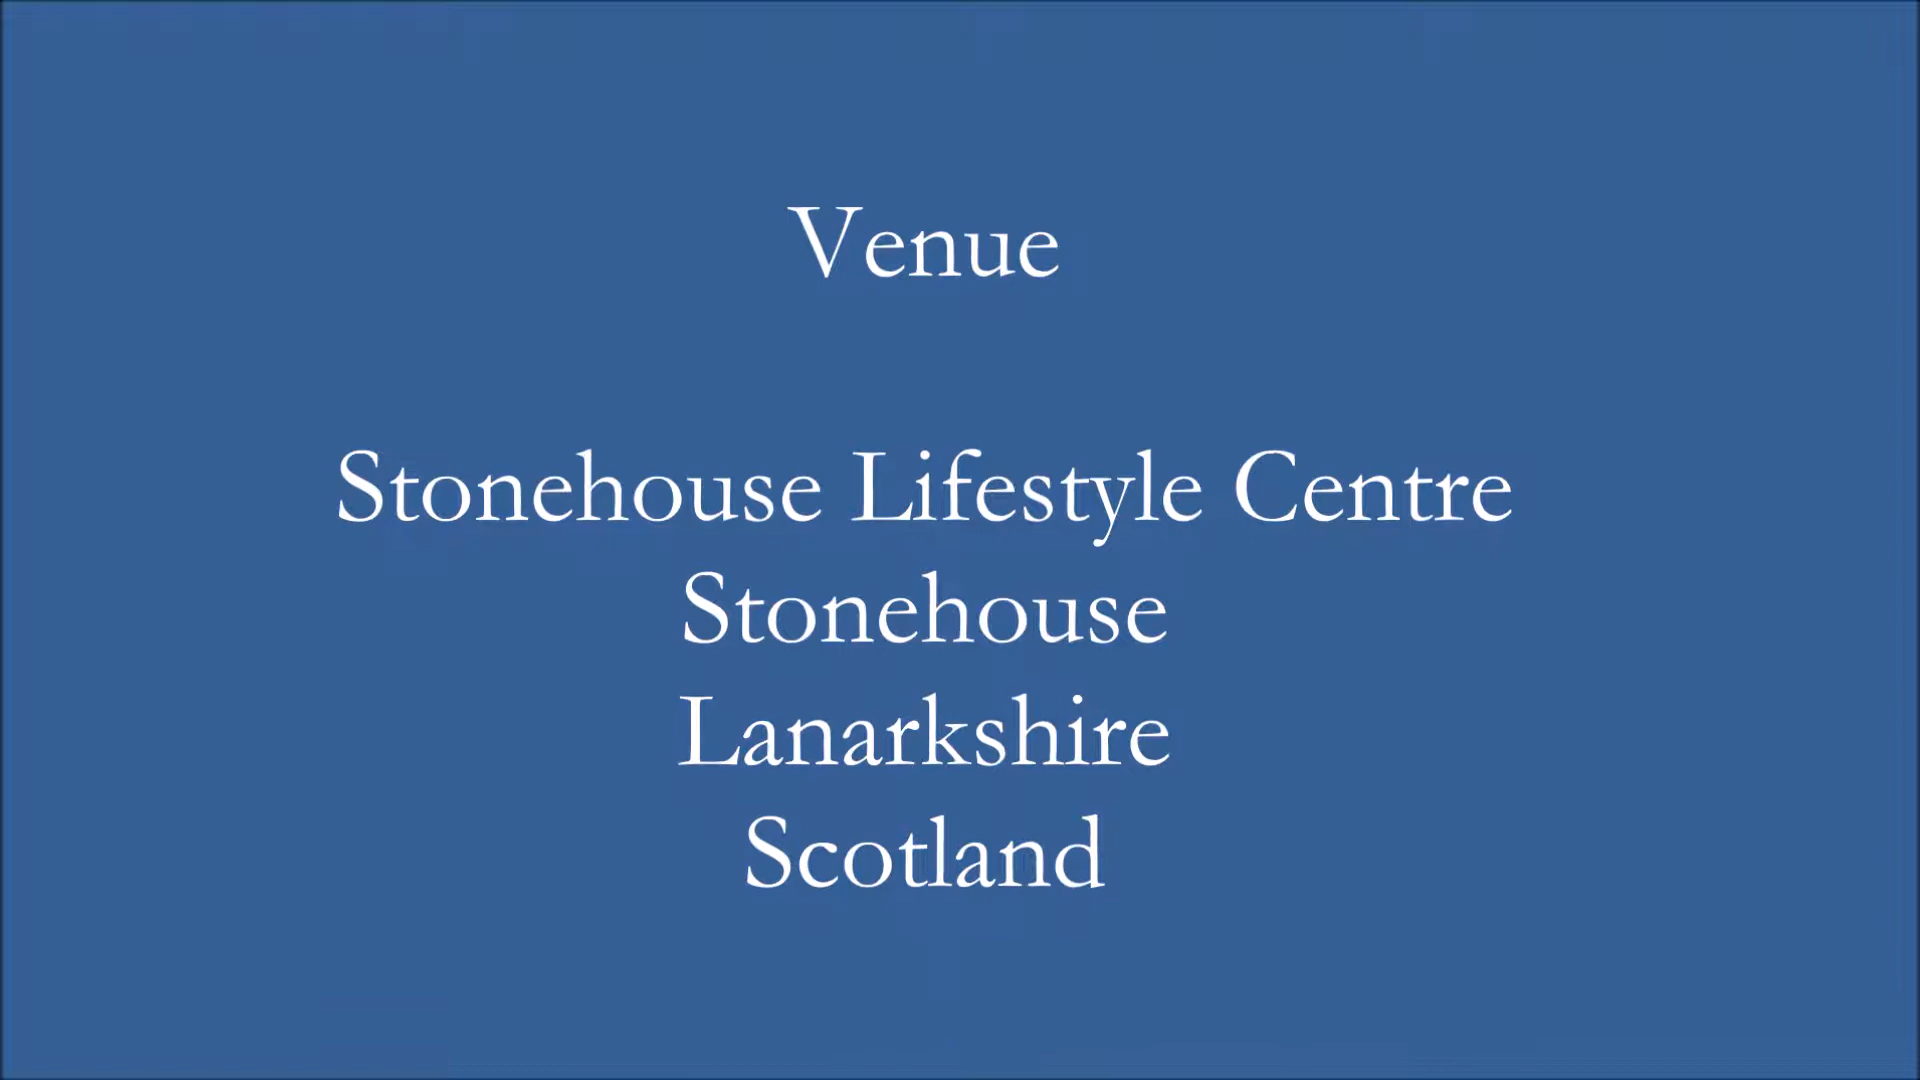 Venue
Stonehouse Lifestyle Centre
Stonehouse
Lanarkshire
Scotland